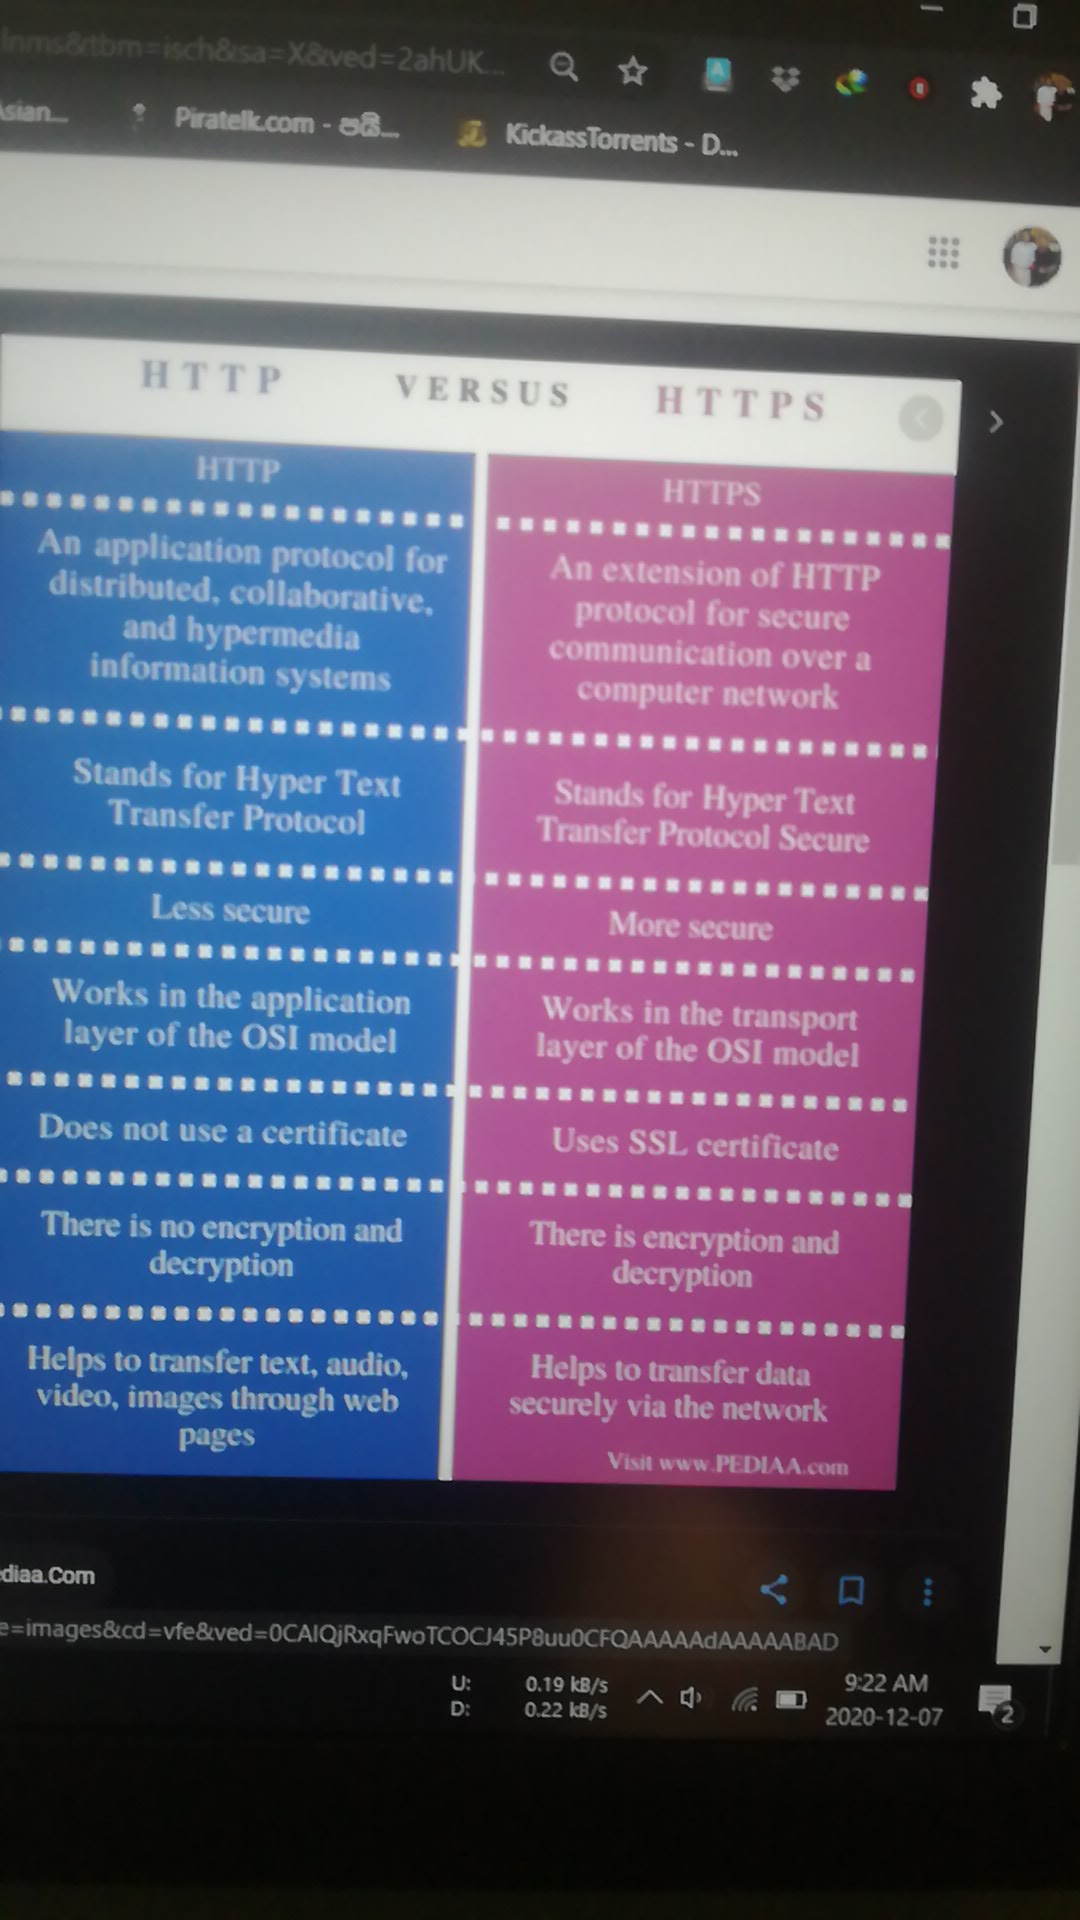 lnms&tbm=isch&sa=X&ved=2ahUK...
Asian...
Piratelk.com -
KickassTorrents - D...
HTTP VERSUS HTTPS
HTTP
An application protocol for
distributed, collaborative,
and hypermedia
information systems
Stands for Hyper Text
Transfer Protocol
Less secure
Works in the application
layer of the OSI model
Does not use a certificate
There is no encryption and
decryption
Helps to transfer text, audio,
video, images through web
pages
HTTPS
An extension of HTTP
protocol for secure
communication over a
computer network
Stands for Hyper Text
Transfer Protocol Secure
More secure
Works in the transport
layer of the OSI model
Uses SSL certificate
There is encryption and
decryption
Helps to transfer data
securely via the network
Visit www.PEDIAA.com
ediaa.Com
e=images&cd=vfe&ved=0CAIQjRxqFwoTCOCJ45P8uu0CFQAAAAAdAAAAABAD
U: 0.19 kB/s
D: 0.22 kB/s
9:22 AM
2020-12-07
2